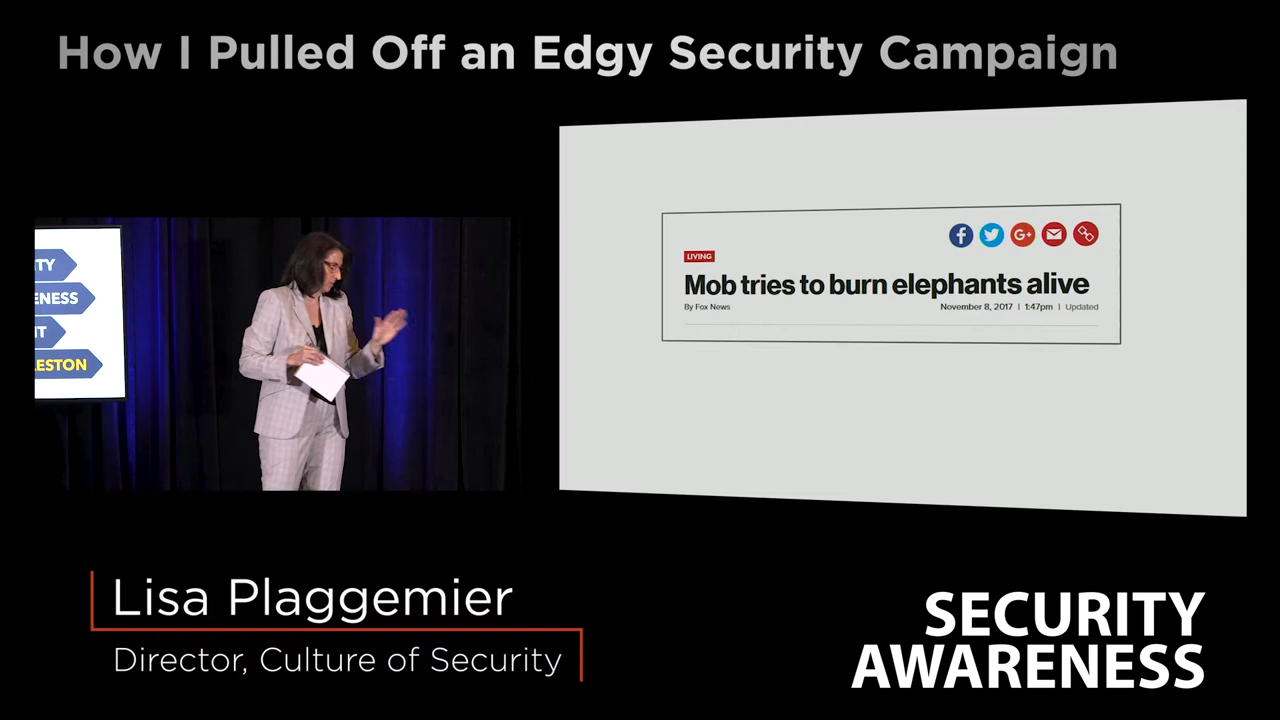 How I Pulled Off an Edgy Security Campaign
LIVING
Mob tries to burn elephants alive
By Fox News
November 8, 2017 | 1:47pm | Updated
TY
ENESS
IT
ESTON
Lisa Plaggemier
Director, Culture of Security
SECURITY
AWARENESS